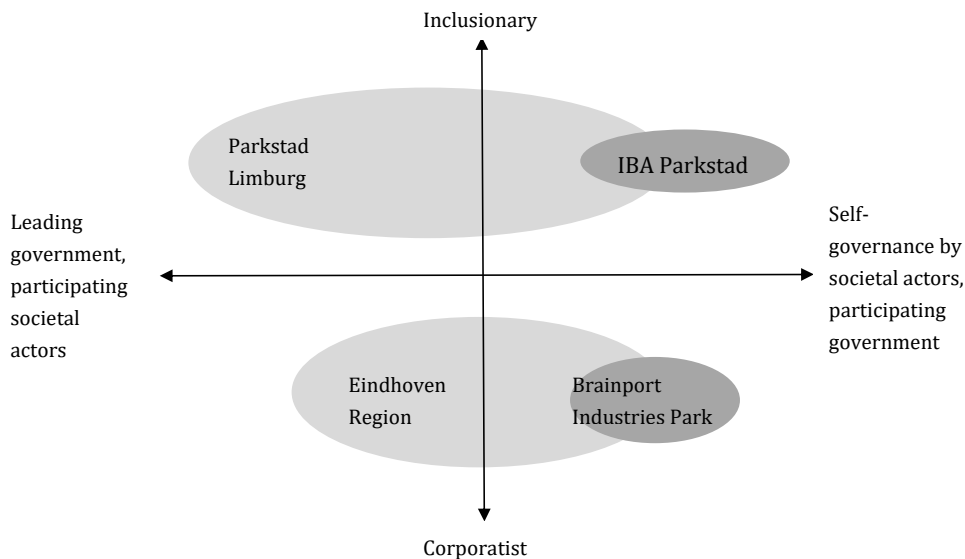 Inclusionary
Parkstad
Limburg
IBA Parkstad
Leading
government,
participating
societal
actors
Self-
governance by
societal actors,
participating
government
Eindhoven
Region
Brainport
Industries Park
Corporatist